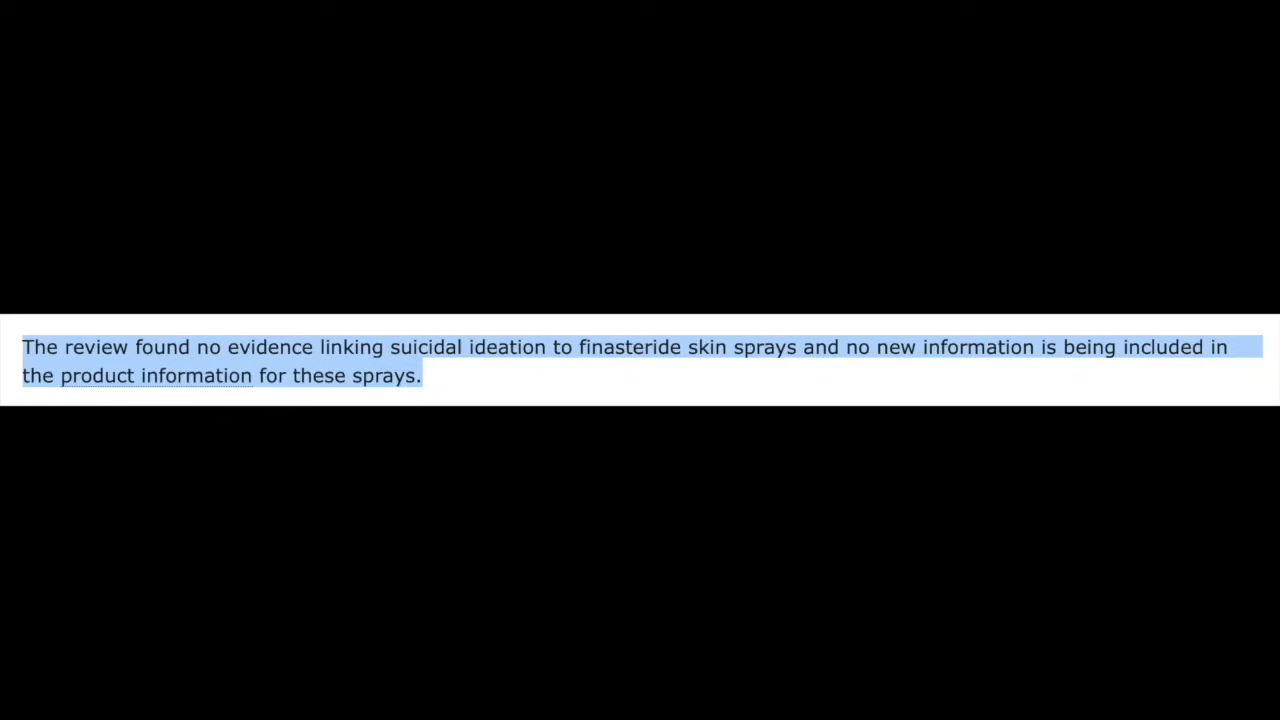 The review found no evidence linking suicidal ideation to finasteride skin sprays and no new information is being included in
the product information for these sprays.